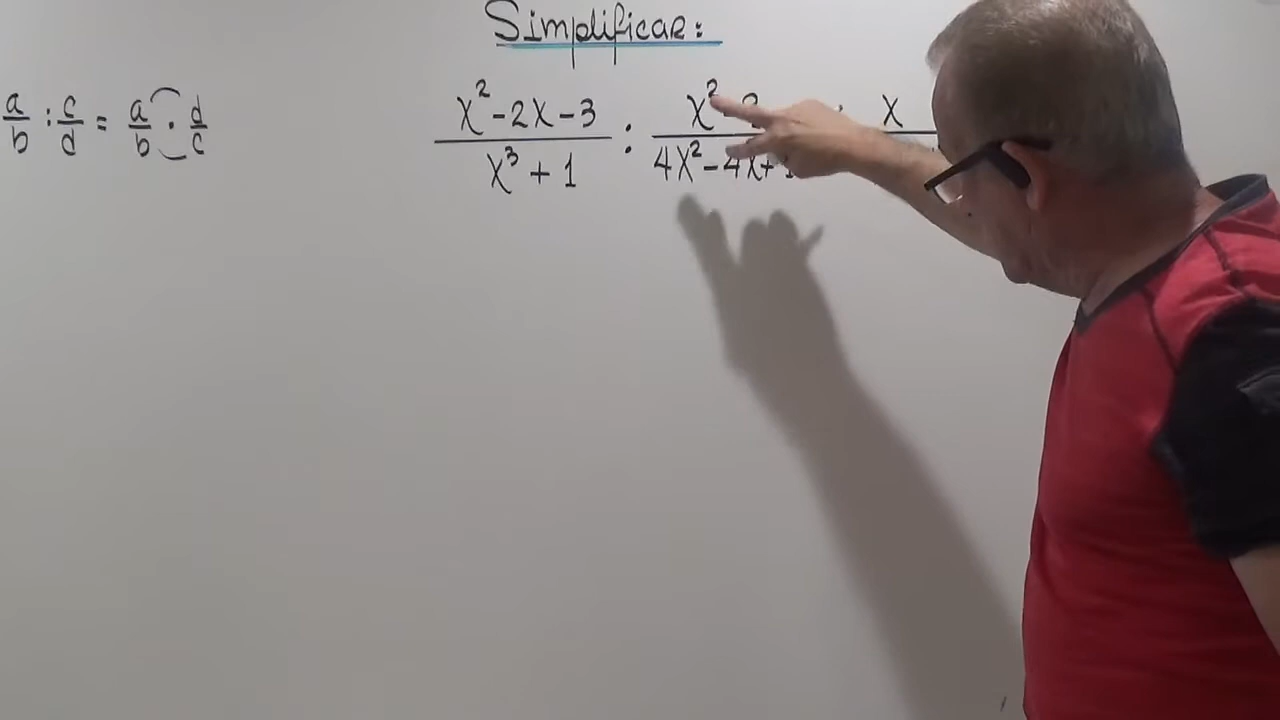 Simplificar:
a/b : c/d = a/b · d/c
x² - 2x - 3 / x³ + 1 : x² / 4x² - 4x + x